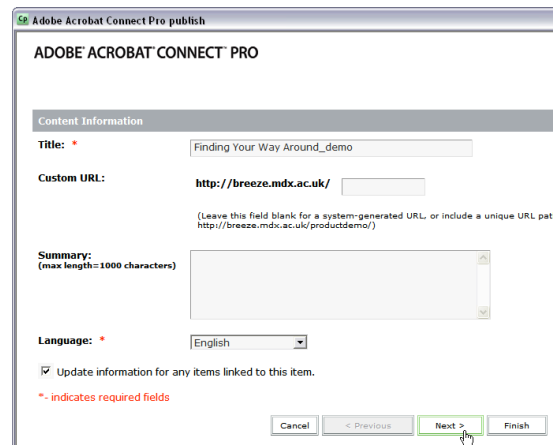 Cp Adobe Acrobat Connect Pro publish
ADOBE® ACROBAT® CONNECT™ PRO
Content Information
Title: * Finding Your Way Around_demo
Custom URL: http://breeze.mdx.ac.uk/
(Leave this field blank for a system-generated URL, or include a unique URL
http://breeze.mdx.ac.uk/productdemo/)
Summary:
(max length=1000 characters)
Language: * English
Update information for any items linked to this item.
*- indicates required fields
Cancel < Previous Next > Finish